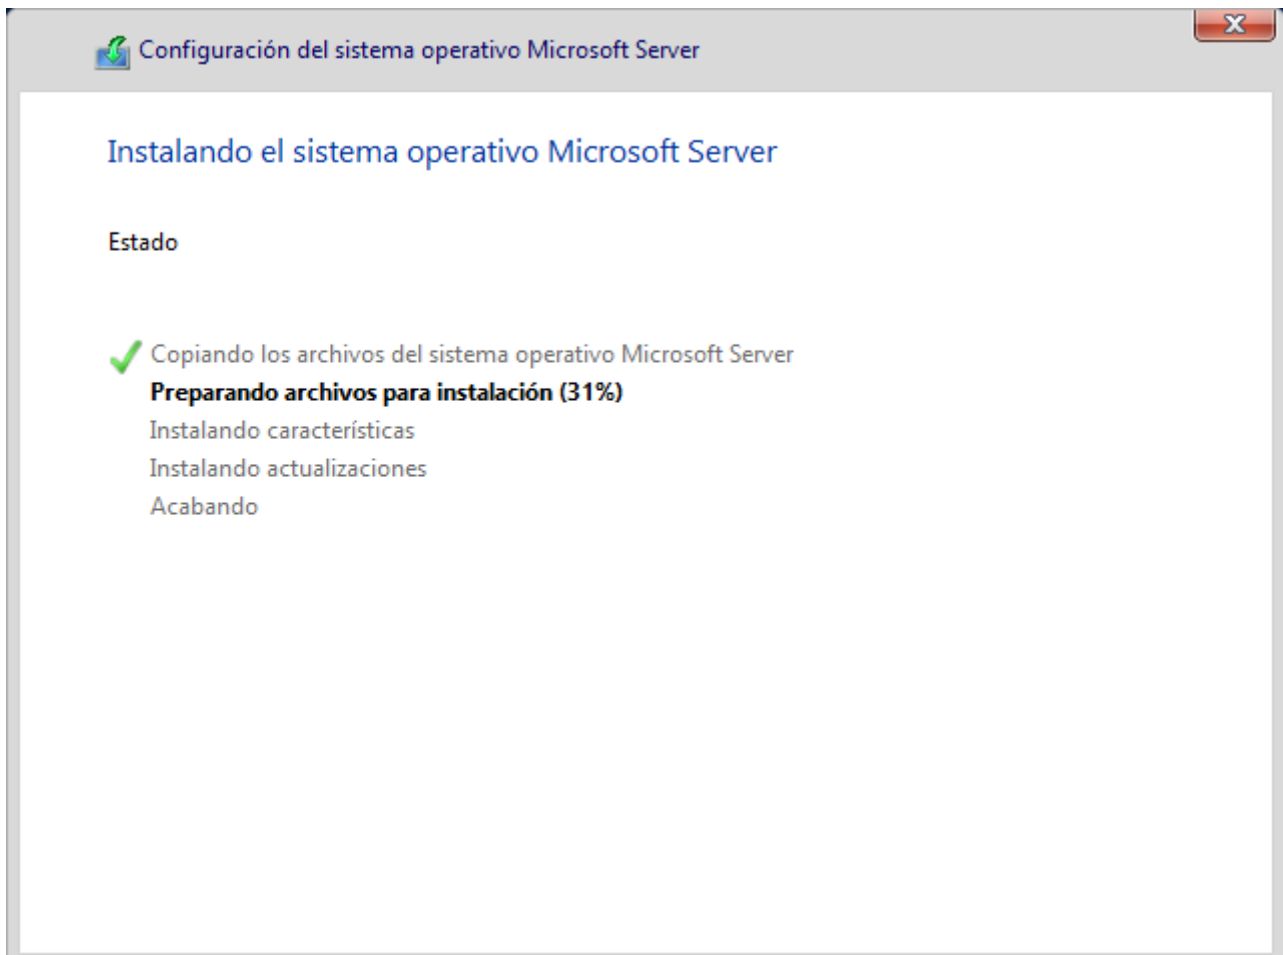 Configuración del sistema operativo Microsoft Server
Instalando el sistema operativo Microsoft Server
Estado
Copiando los archivos del sistema operativo Microsoft Server
Preparando archivos para instalación (31%)
Instalando características
Instalando actualizaciones
Acabando